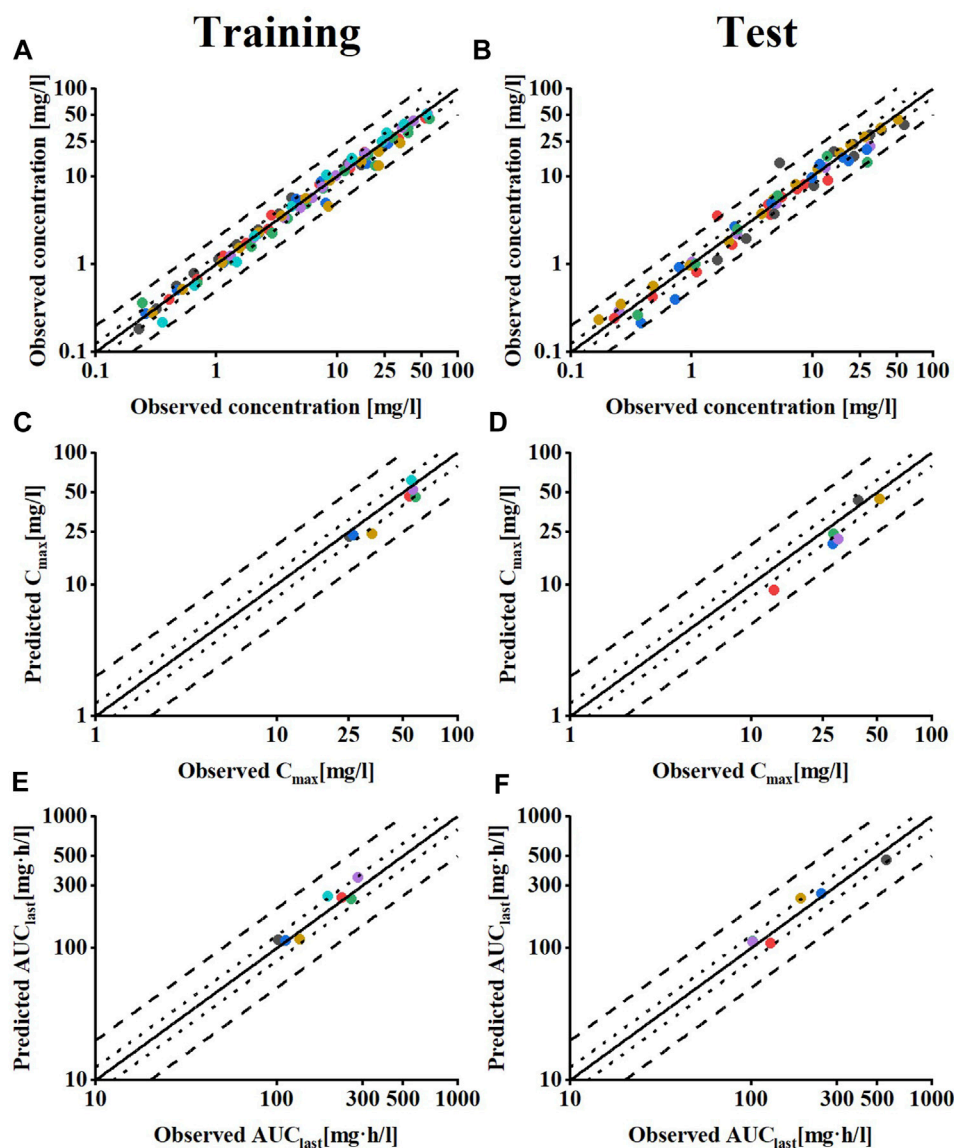 Training Test
A B
Observed concentration [mg/l]
100
50
25
10
1
0.1
0.1 1 10 25 50 100
Observed concentration [mg/l]
Observed concentration [mg/l]
100
50
25
10
1
0.1
0.1 1 10 25 50 100
Observed concentration [mg/l]
C D
Predicted Cmax[mg/l]
100
50
25
10
1
1 10 25 50 100
Observed Cmax[mg/l]
Predicted Cmax[mg/l]
100
50
25
10
1
1 10 25 50 100
Observed Cmax[mg/l]
E F
Predicted AUClast[mg·h/l]
1000
500
300
100
10
10 100 300 500 1000
Observed AUClast[mg·h/l]
Predicted AUClast[mg·h/l]
1000
500
300
100
10
10 100 300 500 1000
Observed AUClast[mg·h/l]